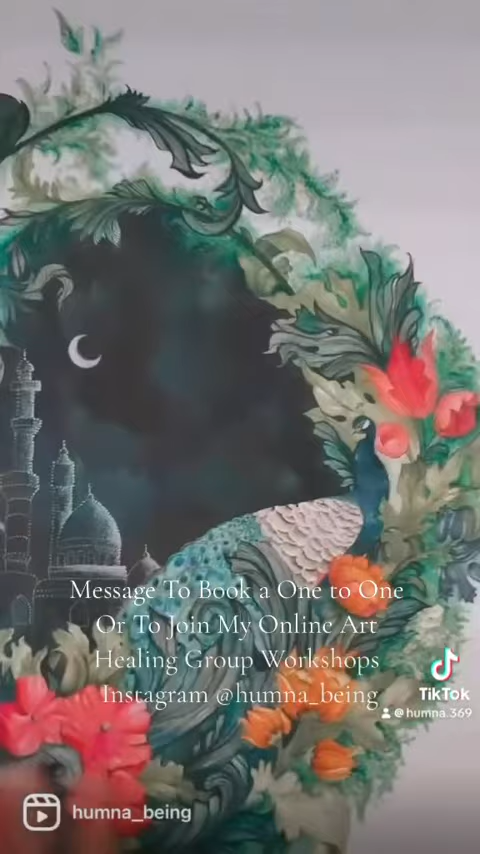 Message To Book a One to One
Or To Join My Online Art
Healing Group Workshops
Instagram @humna_being
TikTok
@humna.369
humna_being